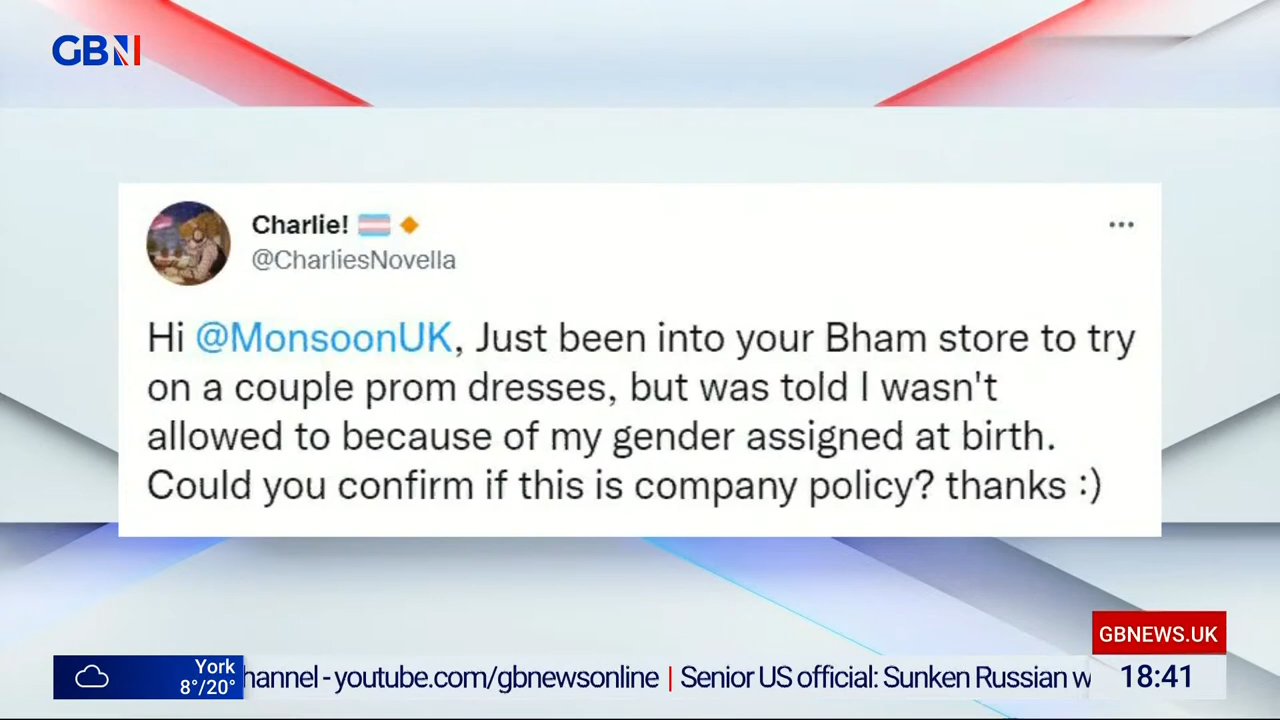 GBN
Charlie!
@CharliesNovella
Hi @MonsoonUK, Just been into your Bham store to try
on a couple prom dresses, but was told I wasn't
allowed to because of my gender assigned at birth.
Could you confirm if this is company policy? thanks :)
GBNEWS.UK
York
8°/20°
hannel - youtube.com/gbnewsonline | Senior US official: Sunken Russian w
18:41